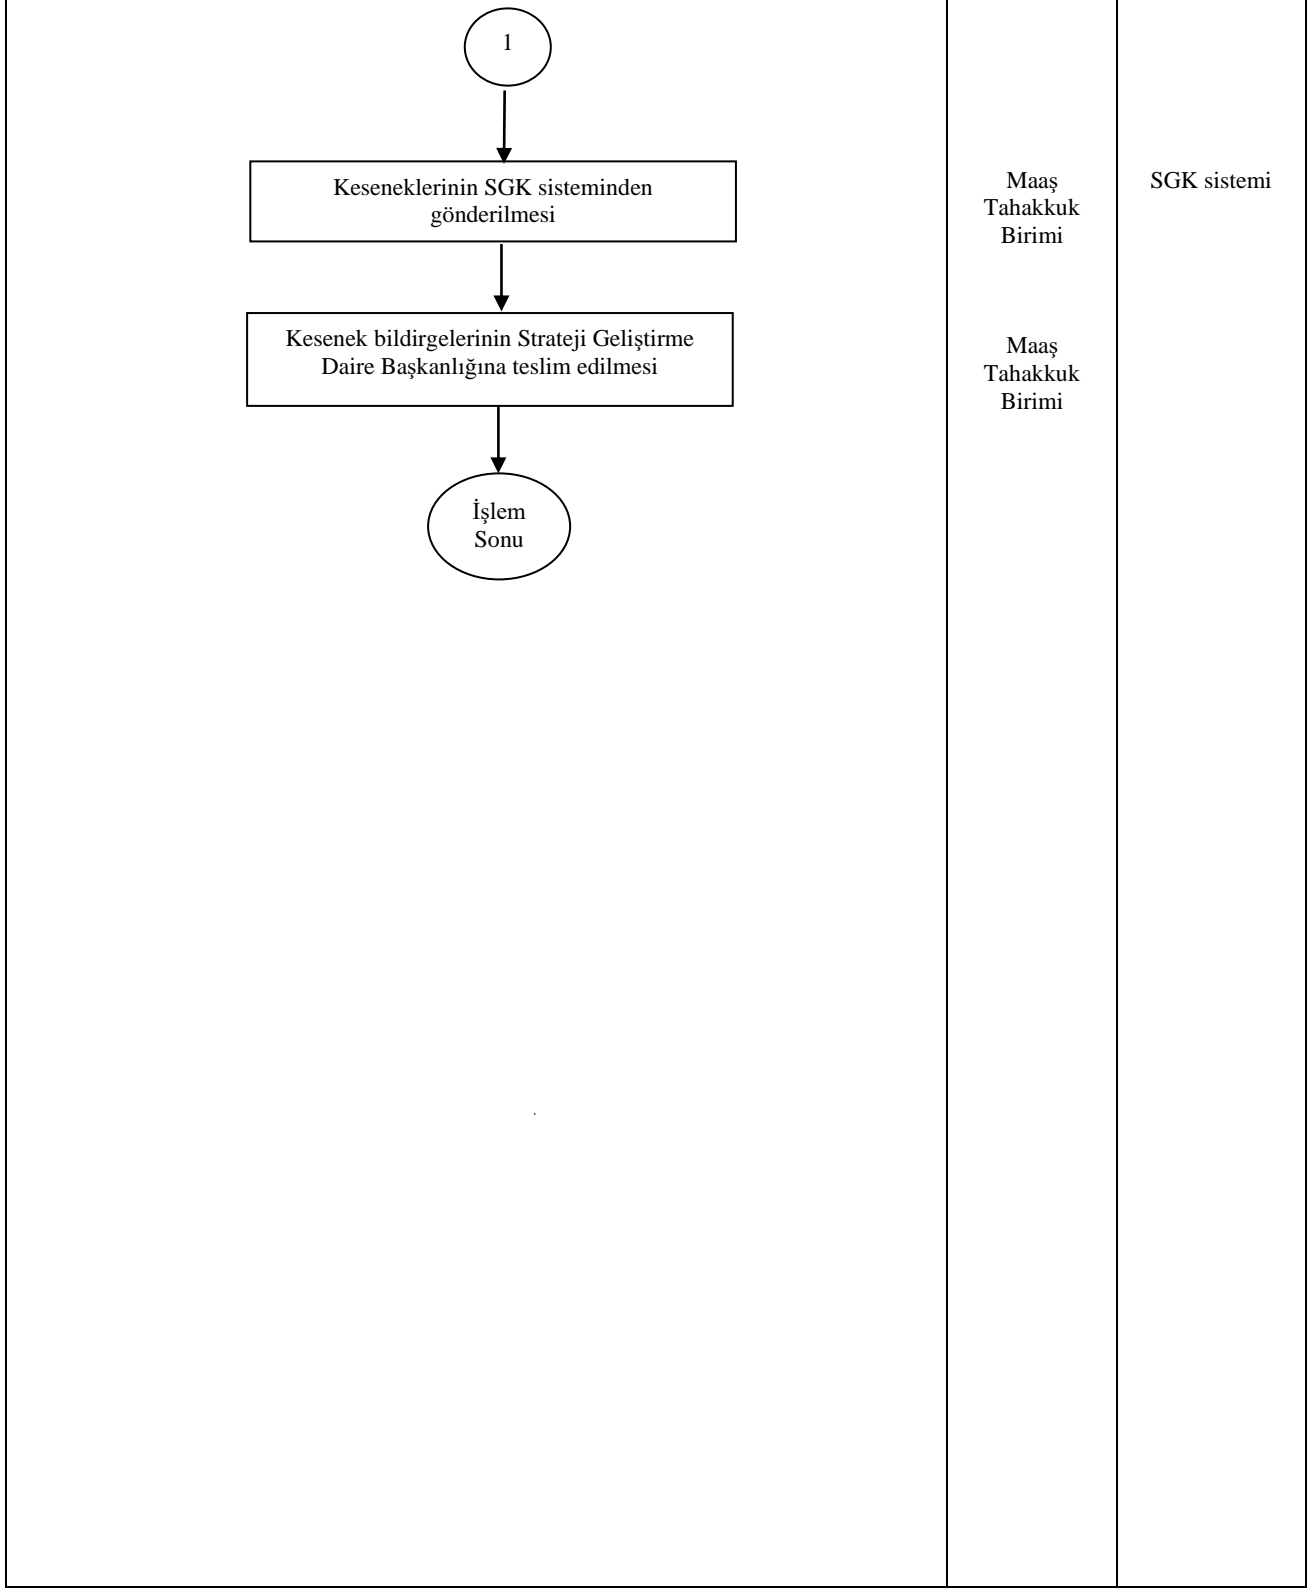 1
Keseneklerinin SGK sisteminden
gönderilmesi
Maaş
Tahakkuk
Birimi
SGK sistemi
Kesenek bildirgelerinin Strateji Geliştirme
Daire Başkanlığına teslim edilmesi
Maaş
Tahakkuk
Birimi
İşlem
Sonu